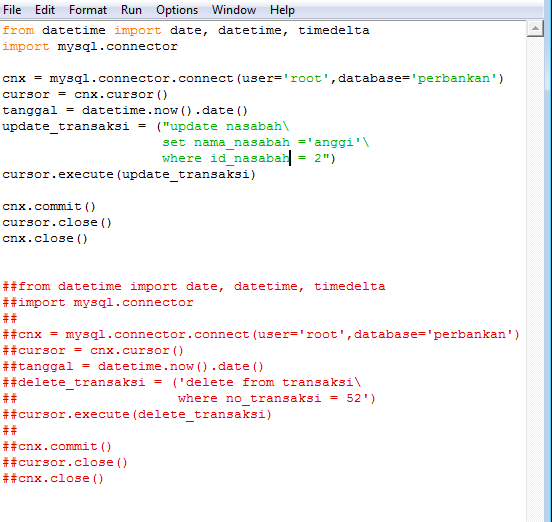 File Edit Format Run Options Window Help
from datetime import date, datetime, timedelta
import mysql.connector
cnx = mysql.connector.connect(user='root',database='perbankan')
cursor = cnx.cursor()
tanggal = datetime.now().date()
update_transaksi = ("update nasabah\
set nama_nasabah ='anggi'\
where id_nasabah = 2")
cursor.execute(update_transaksi)
cnx.commit()
cursor.close()
cnx.close()
##from datetime import date, datetime, timedelta
##import mysql.connector
##
##cnx = mysql.connector.connect(user='root',database='perbankan')
##cursor = cnx.cursor()
##tanggal = datetime.now().date()
##delete_transaksi = ('delete from transaksi\
##                    where no_transaksi = 52')
##cursor.execute(delete_transaksi)
##
##cnx.commit()
##cursor.close()
##cnx.close()